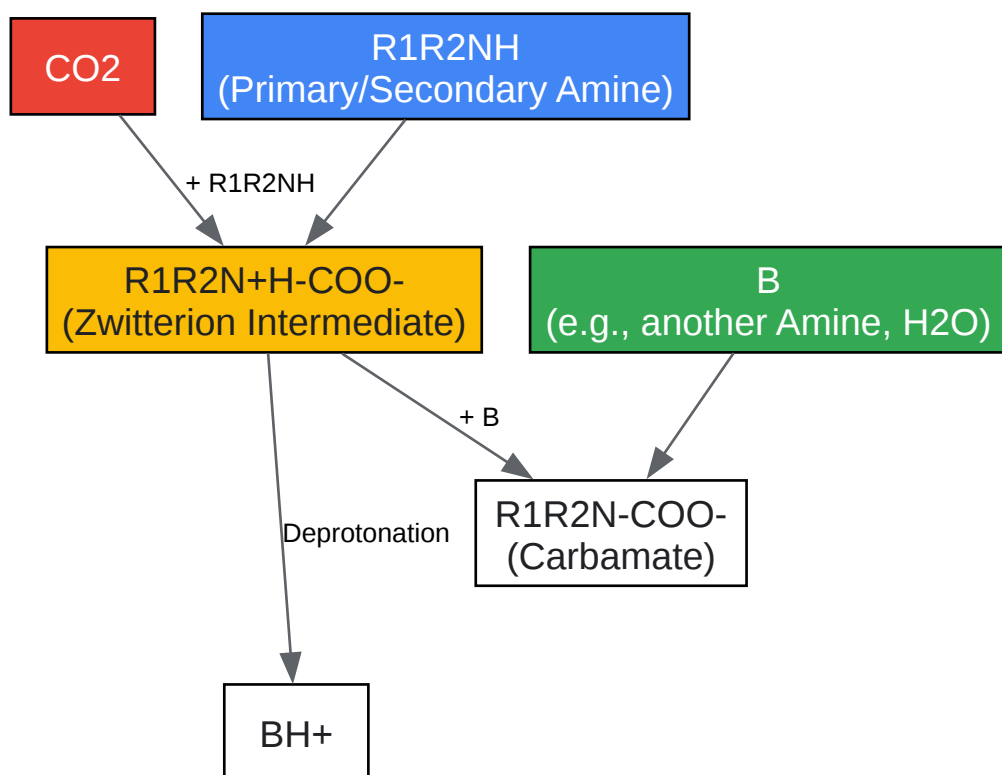 CO2
R1R2NH
(Primary/Secondary Amine)
+ R1R2NH
R1R2N+H-COO-
(Zwitterion Intermediate)
B
(e.g., another Amine, H2O)
+ B
R1R2N-COO-
(Carbamate)
Deprotonation
BH+